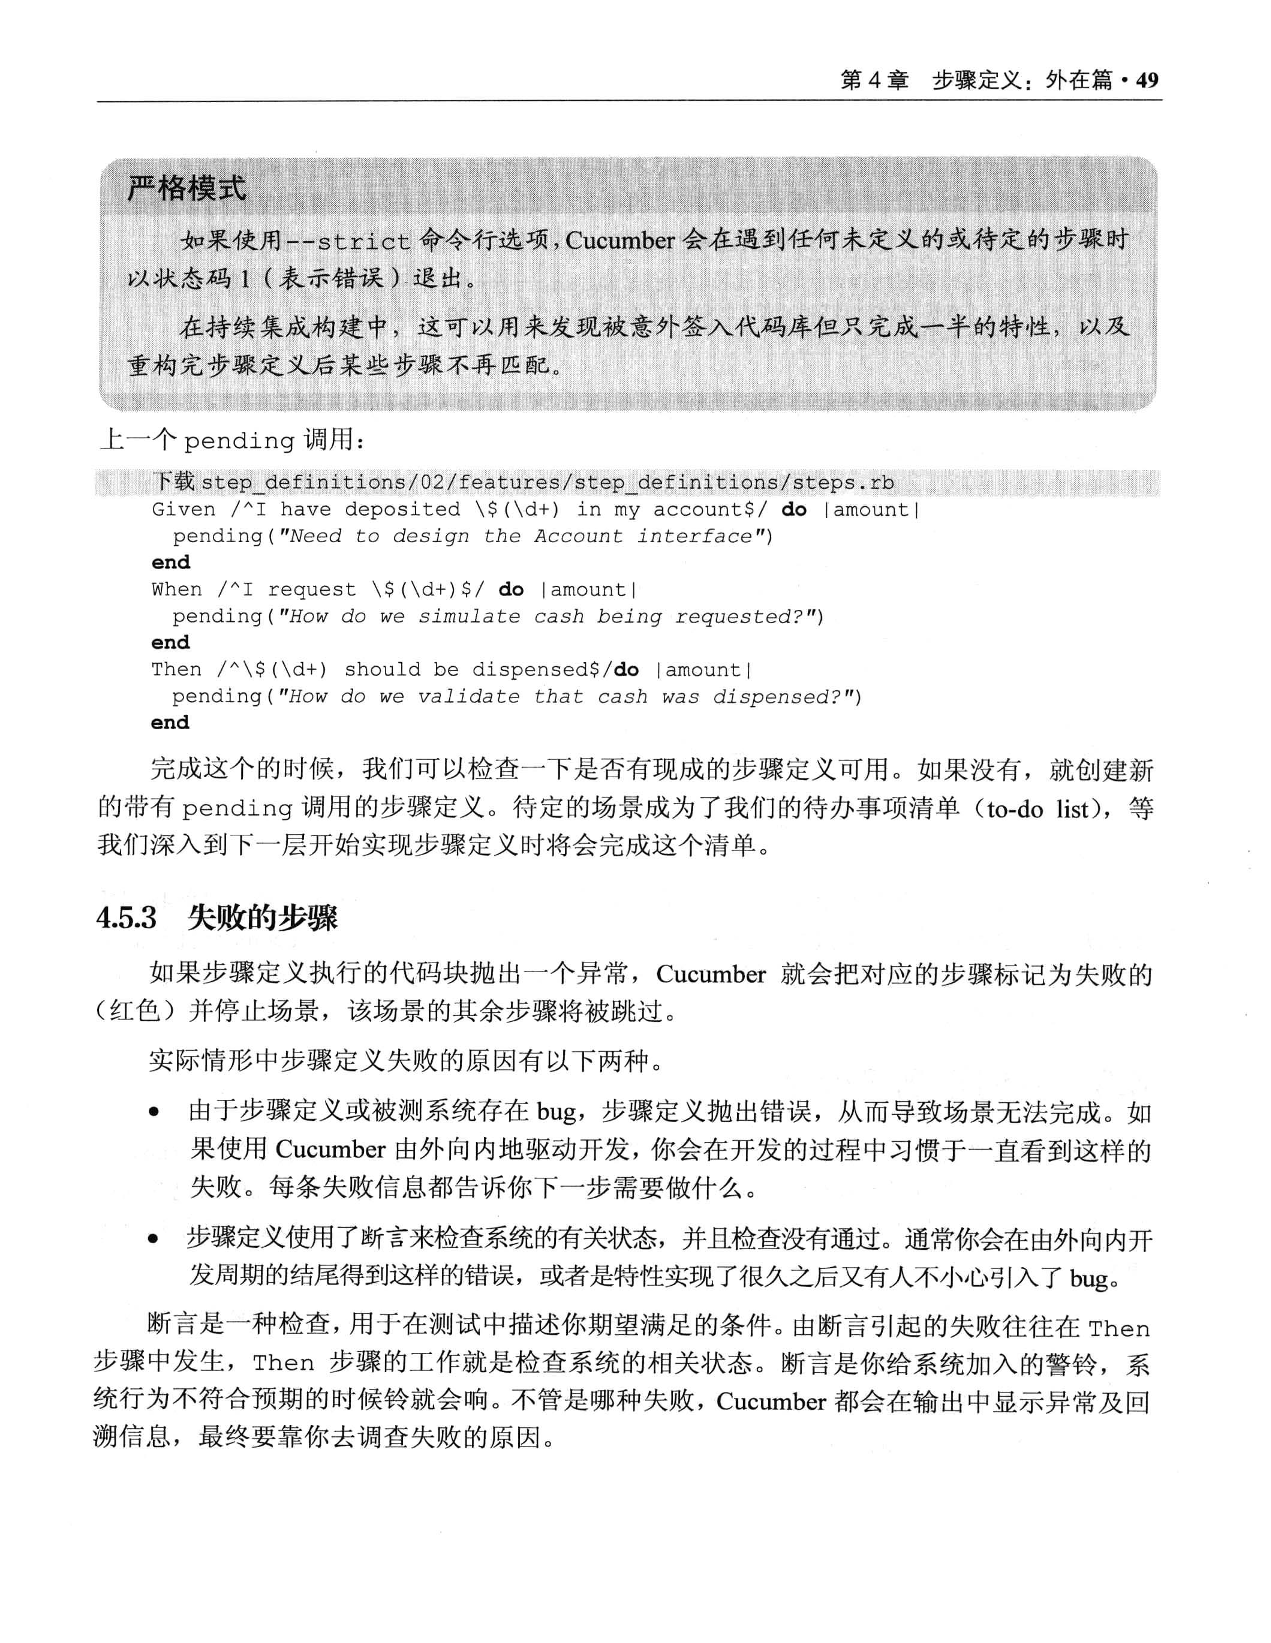 第 4 章　步骤定义：外在篇 · 49
严格模式
如果使用--strict 命令行选项，Cucumber 会在遇到任何未定义的或待定的步骤时
以状态码 1（表示错误）退出。
在持续集成构建中，这可以用来发现被意外签入代码库但只完成一半的特性，以及
重构完步骤定义后某些步骤不再匹配。
上一个 pending 调用：
下载 step_definitions/02/features/step_definitions/steps.rb
Given /^I have deposited \$(\d+) in my account$/ do |amount|
  pending("Need to design the Account interface")
end
When /^I request \$(\d+)$/ do |amount|
  pending("How do we simulate cash being requested?")
end
Then /^\$(\d+) should be dispensed$/do |amount|
  pending("How do we validate that cash was dispensed?")
end
完成这个的时候，我们可以检查一下是否有现成的步骤定义可用。如果没有，就创建新
的带有 pending 调用的步骤定义。待定的场景成为了我们的待办事项清单（to-do list），等
我们深入到下一层开始实现步骤定义时将会完成这个清单。
4.5.3　失败的步骤
如果步骤定义执行的代码块抛出一个异常，Cucumber 就会把对应的步骤标记为失败的
（红色）并停止场景，该场景的其余步骤将被跳过。
实际情形中步骤定义失败的原因有以下两种。
● 由于步骤定义或被测系统存在 bug，步骤定义抛出错误，从而导致场景无法完成。如
果使用 Cucumber 由外向内地驱动开发，你会在开发的过程中习惯于一直看到这样的
失败。每条失败信息都告诉你下一步需要做什么。
● 步骤定义使用了断言来检查系统的有关状态，并且检查没有通过。通常你会在由外向内开
发周期的结尾得到这样的错误，或者是特性实现了很久之后又有人不小心引入了 bug。
断言是一种检查，用于在测试中描述你期望满足的条件。由断言引起的失败往往在 Then
步骤中发生，Then 步骤的工作就是检查系统的相关状态。断言是你给系统加入的警铃，系
统行为不符合预期的时候铃就会响。不管是哪种失败，Cucumber 都会在输出中显示异常及回
溯信息，最终要靠你去调查失败的原因。